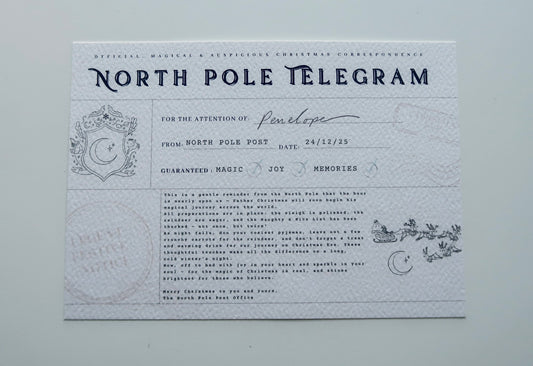 OFFICIAL, MAGICAL & AUSPICIOUS CHRISTMAS CORRESPONDENCE
NORTH POLE TELEGRAM
FOR THE ATTENTION OF: Penelope
FROM: NORTH POLE POST DATE: 24/12/25
GUARANTEED: MAGIC JOY MEMORIES
This is a gentle reminder from the North Pole that the hour
is nearly upon us - Father Christmas will soon begin his
magical journey across the world.
All preparations are in place: the sleigh is polished, the
reindeer are eager, and the Naughty & Nice list has been
checked - not once, but twice!
As night falls, don your cosiest pyjamas, leave out a few
crunchy carrots for the reindeer, and don't forget a
and drink for my journey on Christmas Eve. These
thoughtful touches make all the difference on a long,
cold winter's night.
Now off to bed with joy in your heart and sparkle in your
soul - for the magic of Christmas is real, and shines
brightest for those who believe.
Merry Christmas to you and yours,
The North Pole Post Office
URGENT
FESTIVE
NOTICE